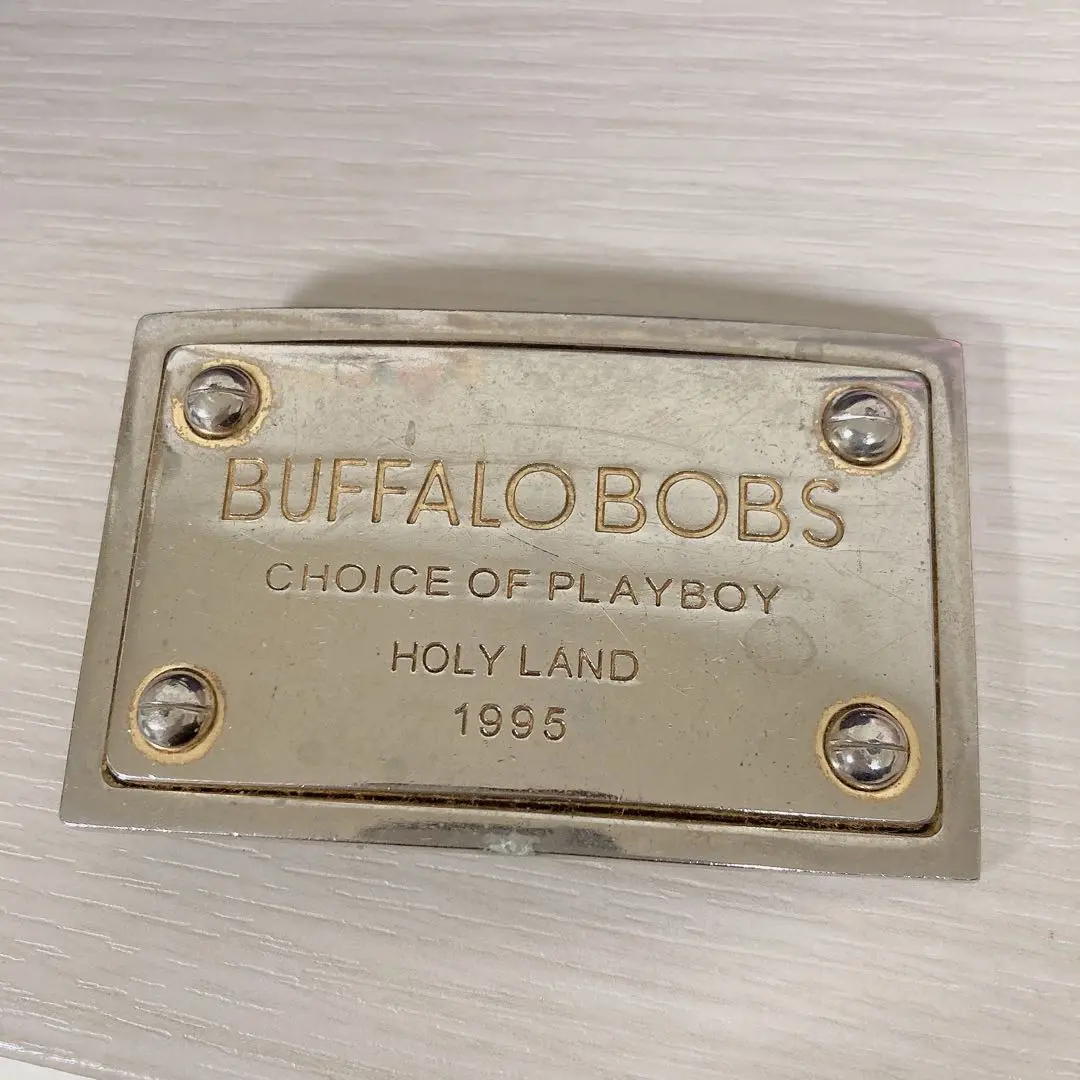 BUFFALO BOBS
CHOICE OF PLAYBOY
HOLY LAND
1995